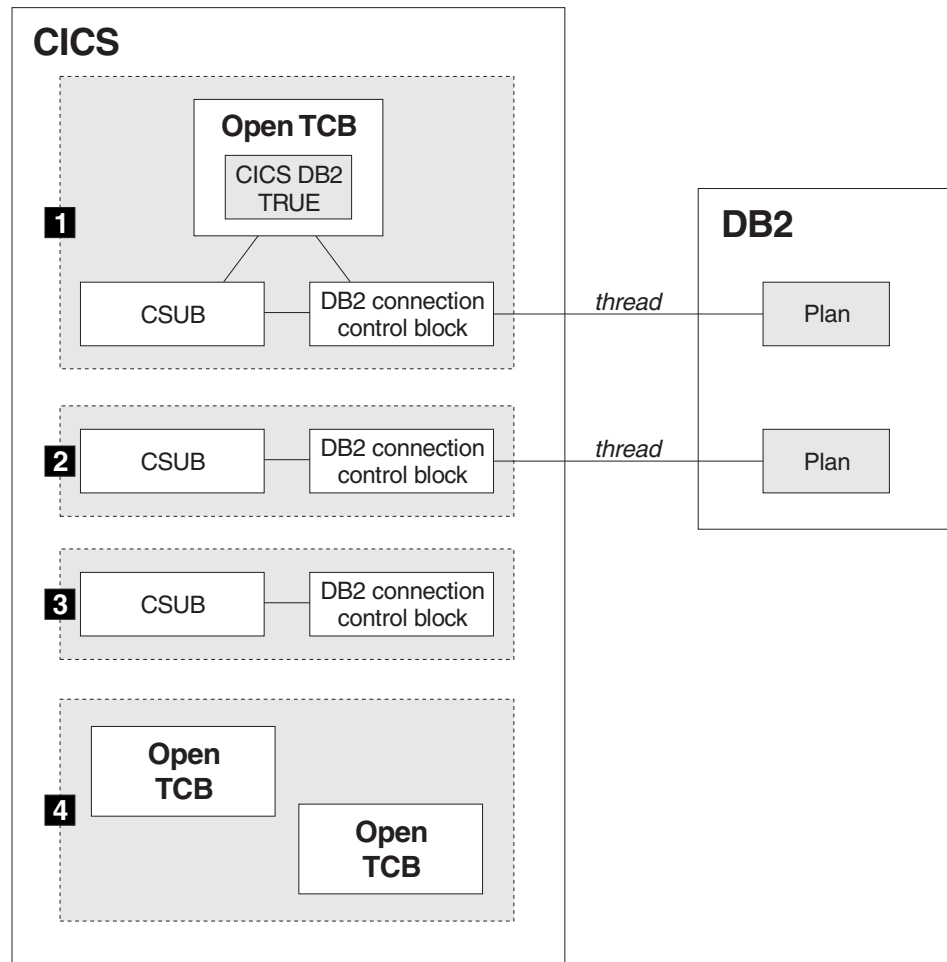 CICS
Open TCB
CICS DB2
TRUE
1
DB2
CSUB
DB2 connection
control block
thread
Plan
2
CSUB
DB2 connection
control block
thread
Plan
3
CSUB
DB2 connection
control block
4
Open
TCB
Open
TCB